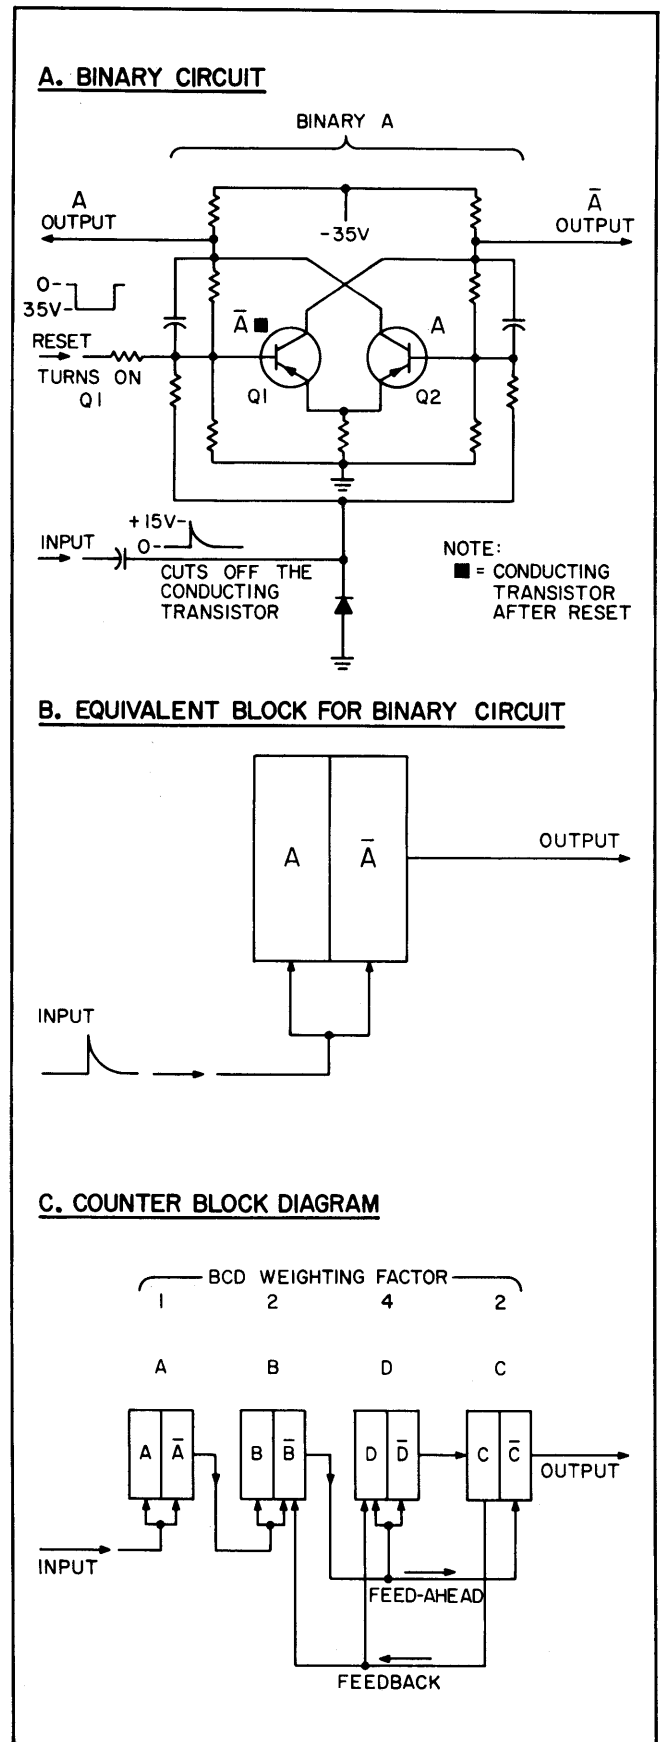 A. BINARY CIRCUIT
BINARY A
A
OUTPUT
Ā
OUTPUT
-35V
0-
35V-
RESET
TURNS ON
Q1
Ā ■
A
Q1
Q2
INPUT
+15V-
0-
CUTS OFF THE
CONDUCTING
TRANSISTOR
NOTE:
■ = CONDUCTING
TRANSISTOR
AFTER RESET
B. EQUIVALENT BLOCK FOR BINARY CIRCUIT
A Ā
OUTPUT
INPUT
C. COUNTER BLOCK DIAGRAM
BCD WEIGHTING FACTOR
1 2 4 2
A B D C
A Ā B B̄ D D̄ C C̄
OUTPUT
INPUT
FEED-AHEAD
FEEDBACK